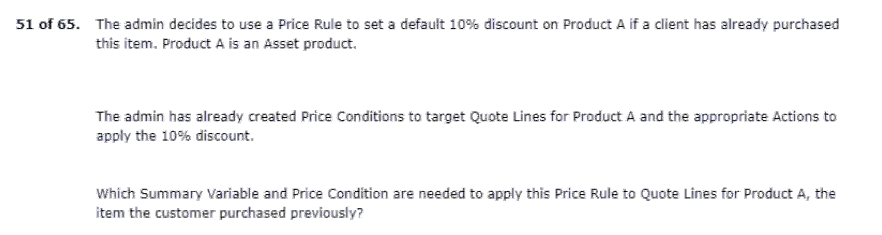 51 of 65. The admin decides to use a Price Rule to set a default 10% discount on Product A if a client has already purchased
this item. Product A is an Asset product.
The admin has already created Price Conditions to target Quote Lines for Product A and the appropriate Actions to
apply the 10% discount.
Which Summary Variable and Price Condition are needed to apply this Price Rule to Quote Lines for Product A, the
item the customer purchased previously?